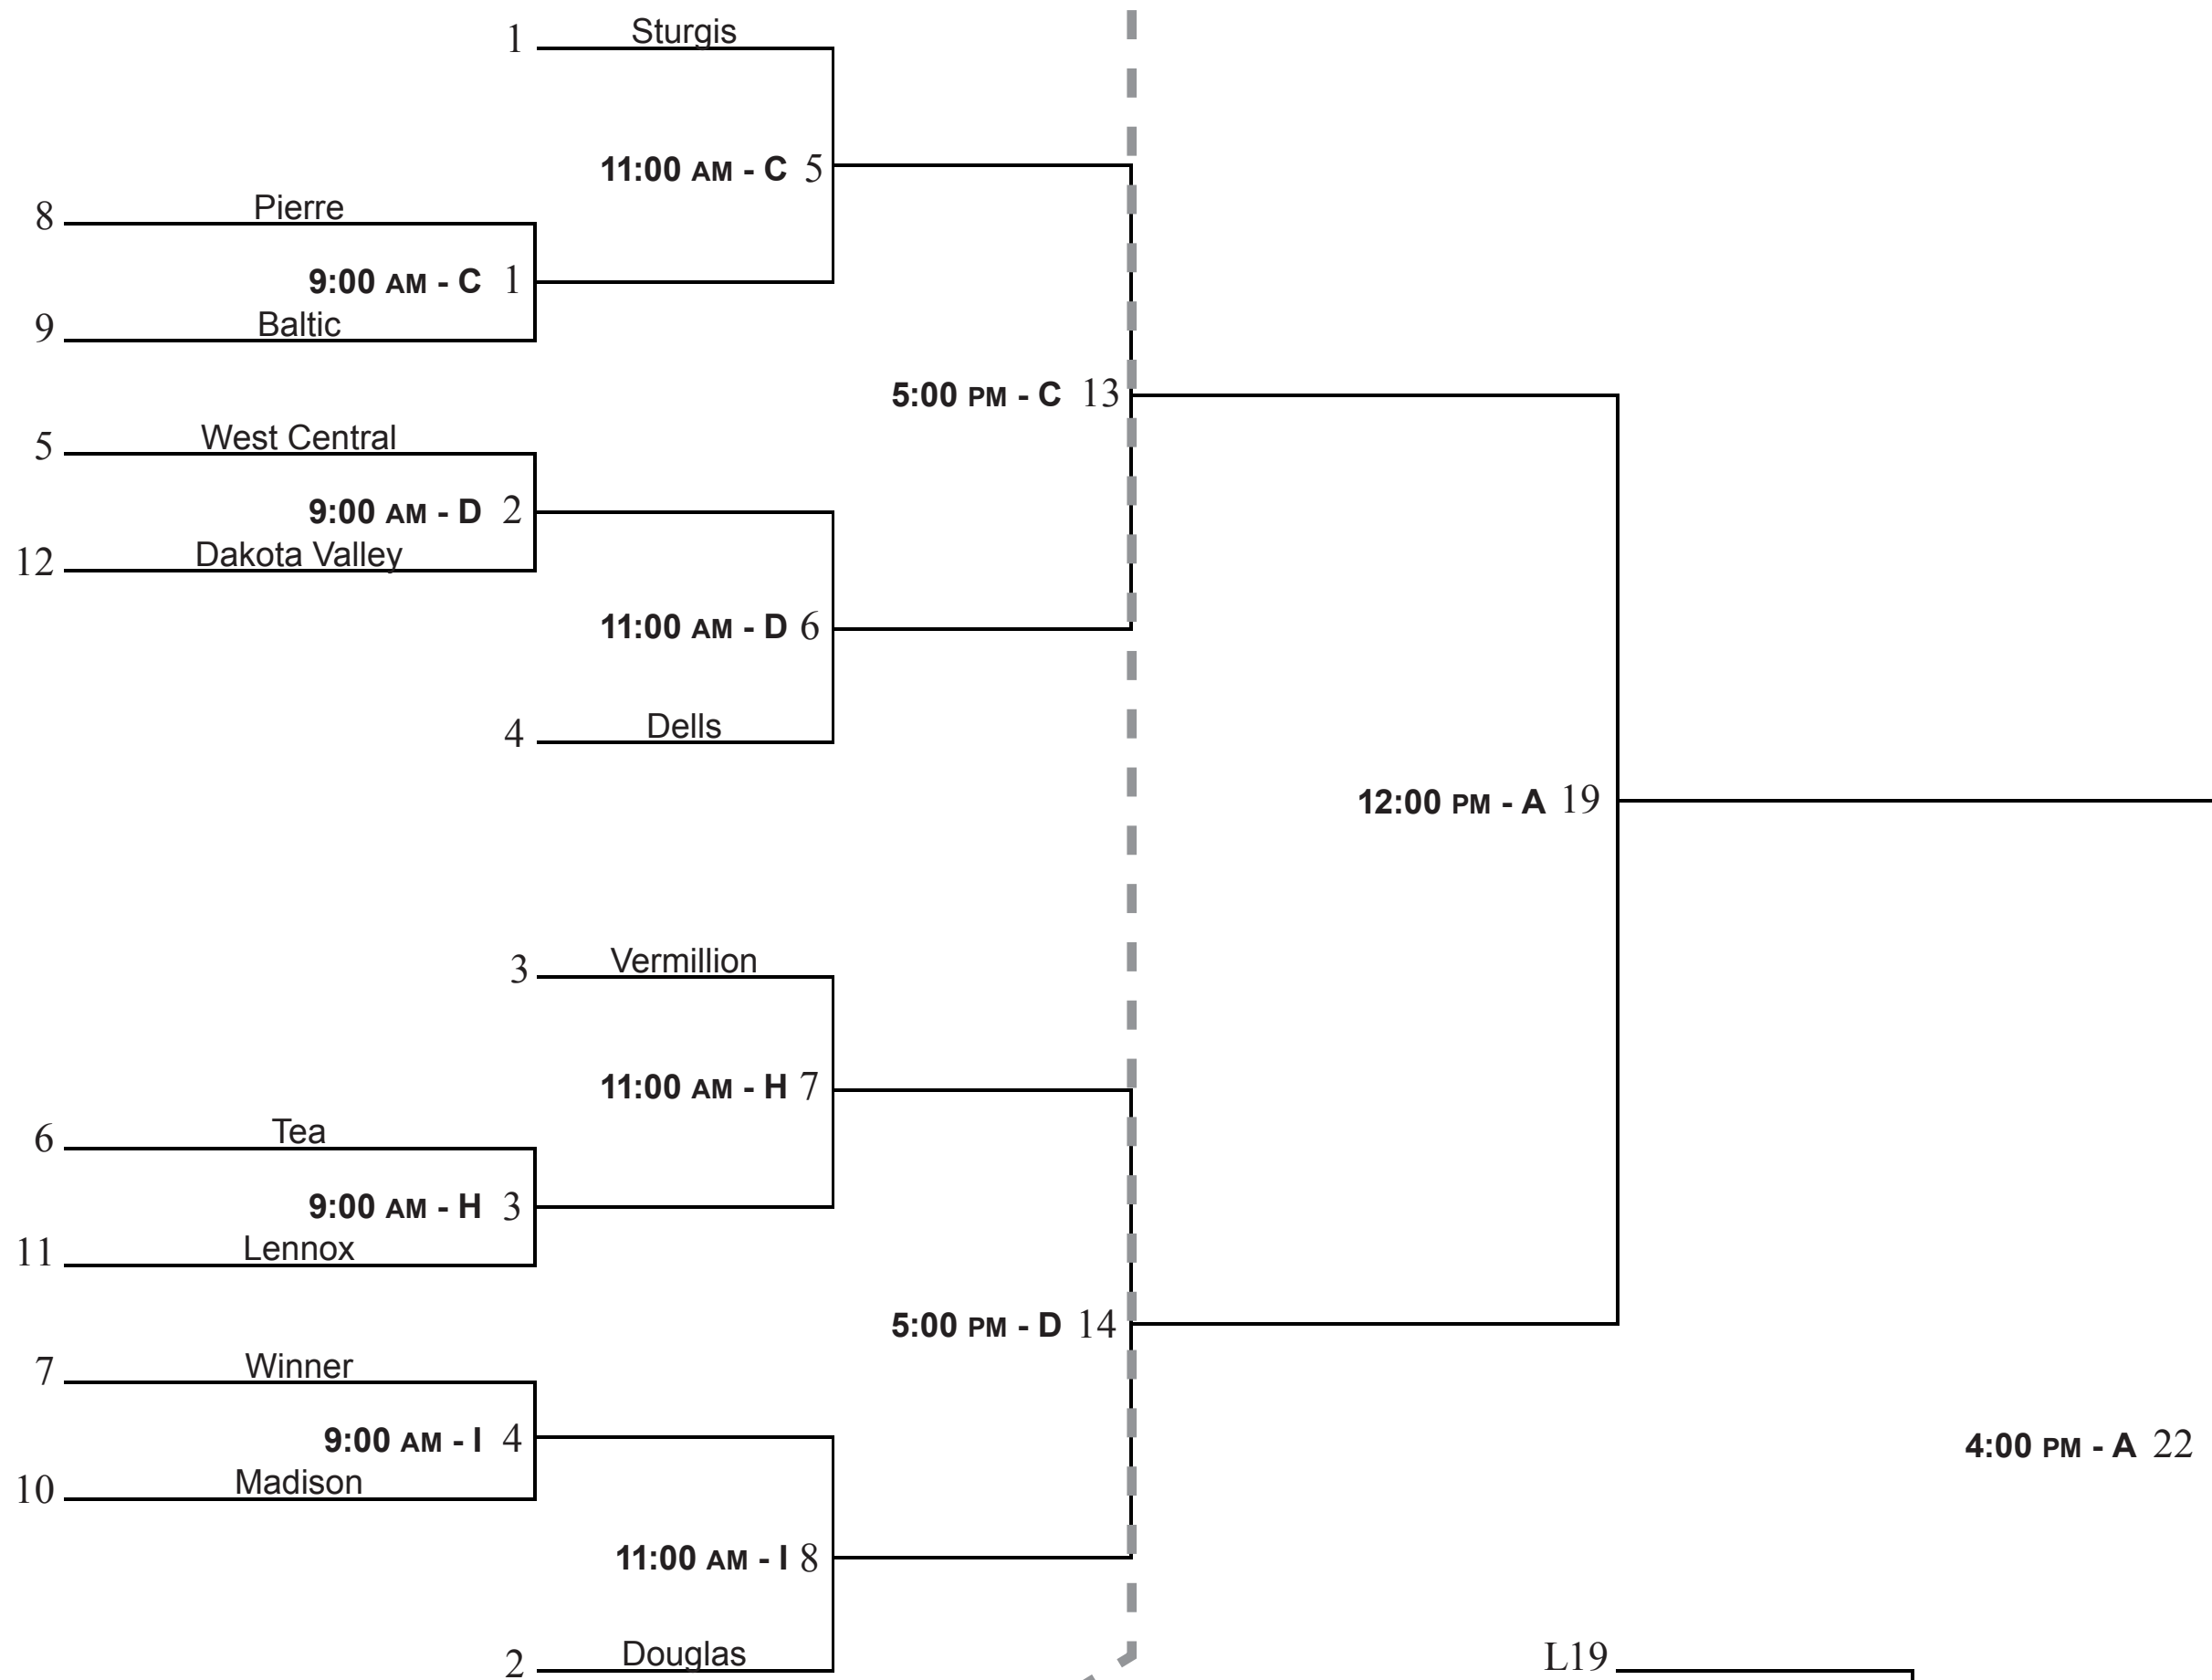 1 Sturgis
11:00 AM - C 5
8 Pierre
9:00 AM - C 1
9 Baltic
5:00 PM - C 13
5 West Central
9:00 AM - D 2
12 Dakota Valley
11:00 AM - D 6
4 Dells
12:00 PM - A 19
3 Vermillion
11:00 AM - H 7
6 Tea
9:00 AM - H 3
11 Lennox
5:00 PM - D 14
7 Winner
9:00 AM - I 4
10 Madison
4:00 PM - A 22
11:00 AM - I 8
2 Douglas
L19